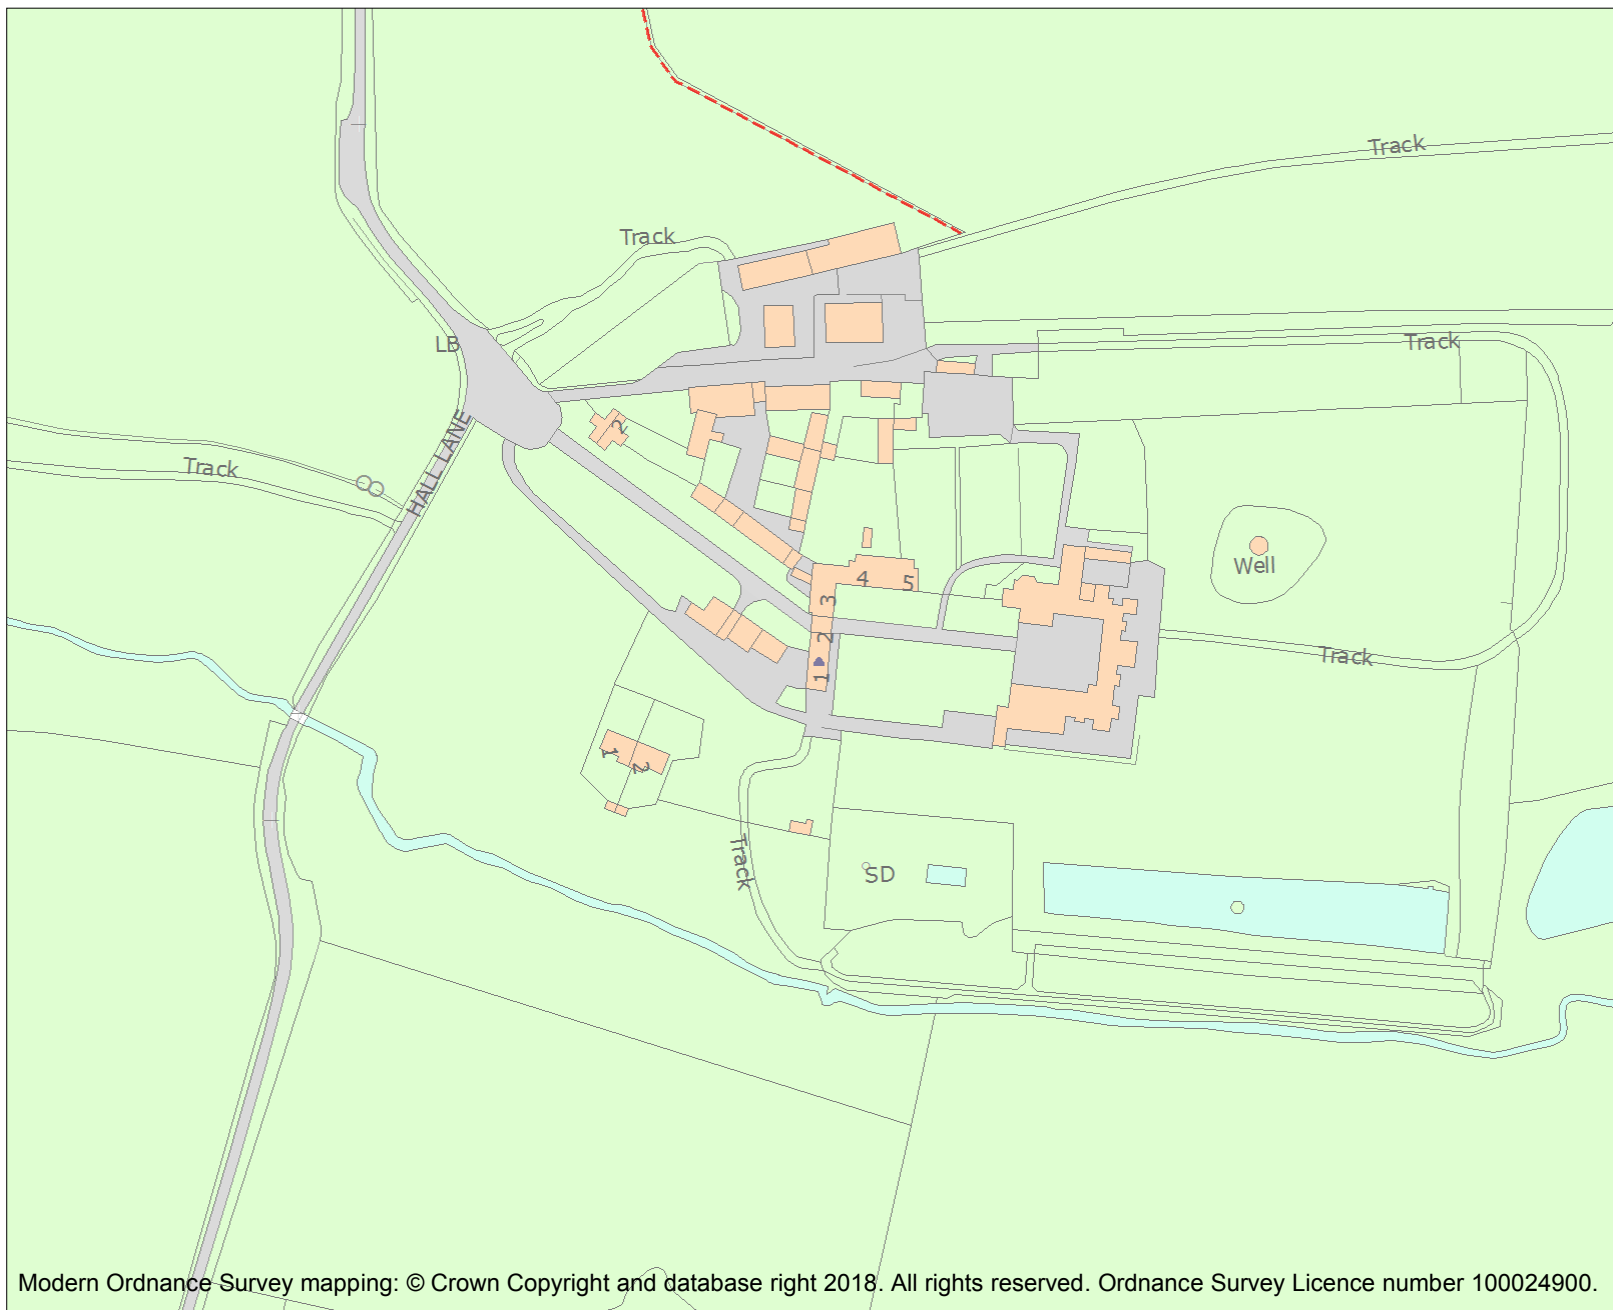 Track
Track
LB
Track
2
HALL LANE
Track
Well
4
5
3
2
1
Track
1
2
Track
SD
Modern Ordnance Survey mapping: © Crown Copyright and database right 2018. All rights reserved. Ordnance Survey Licence number 100024900.